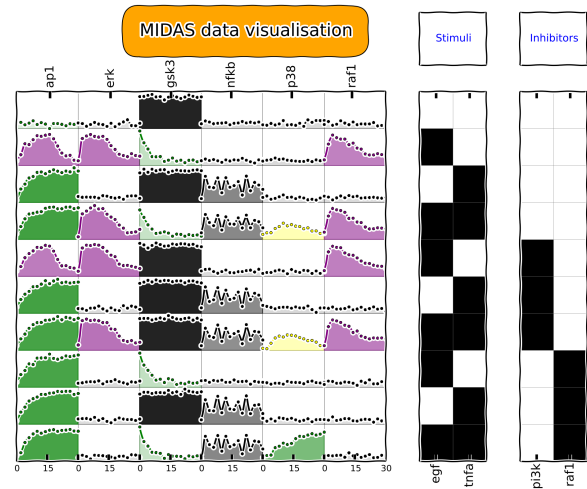 MIDAS data visualisation
Stimuli
Inhibitors
ap1 erk gsk3 nfkb p38 raf1
0 15 0 15 0 15 0 15 0 15 0 15 30
egf tnfa pi3k raf1